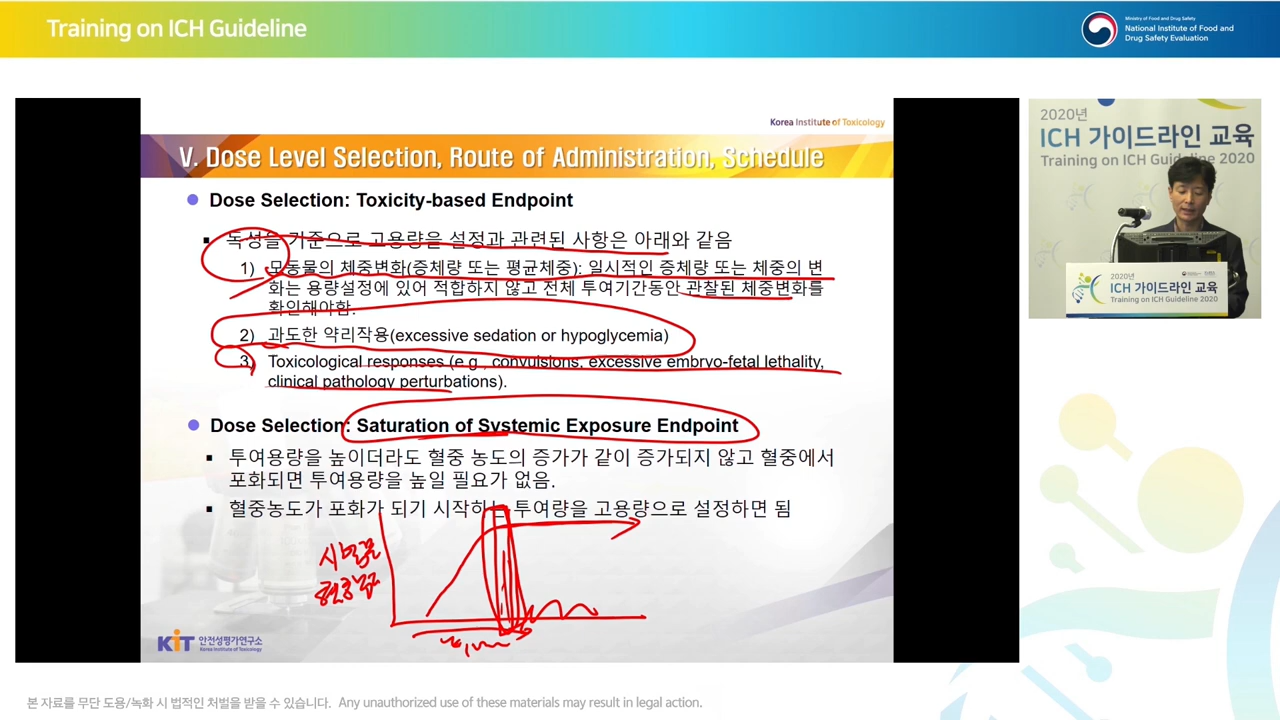 Training on ICH Guideline
Ministry of Food and Drug Safety
National Institute of Food and
Drug Safety Evaluation
Korea Institute of Toxicology
V. Dose Level Selection, Route of Administration, Schedule
Dose Selection: Toxicity-based Endpoint
독성을 기준으로 고용량을 설정과 관련된 사항은 아래와 같음
1) 모동물의 체중변화(증체량 또는 평균체중): 일시적인 증체량 또는 체중의 변
화는 용량설정에 있어 적합하지 않고 전체 투여기간동안 관찰된 체중변화를
확인해야함.
2) 과도한 약리작용(excessive sedation or hypoglycemia)
3) Toxicological responses (e.g., convulsions, excessive embryo-fetal lethality,
clinical pathology perturbations).
Dose Selection: Saturation of Systemic Exposure Endpoint
투여용량을 높이더라도 혈중 농도의 증가가 같이 증가되지 않고 혈중에서
포화되면 투여용량을 높일 필요가 없음.
혈중농도가 포화가 되기 시작하는 투여량을 고용량으로 설정하면 됨
KIT 안전성평가연구소
Korea Institute of Toxicology
2020년
ICH 가이드라인 교육
Training on ICH Guideline 2020
2020년
ICH 가이드라인 교육
Training on ICH Guideline 2020
본 자료를 무단 도용/녹화 시 법적인 처벌을 받을 수 있습니다. Any unauthorized use of these materials may result in legal action.